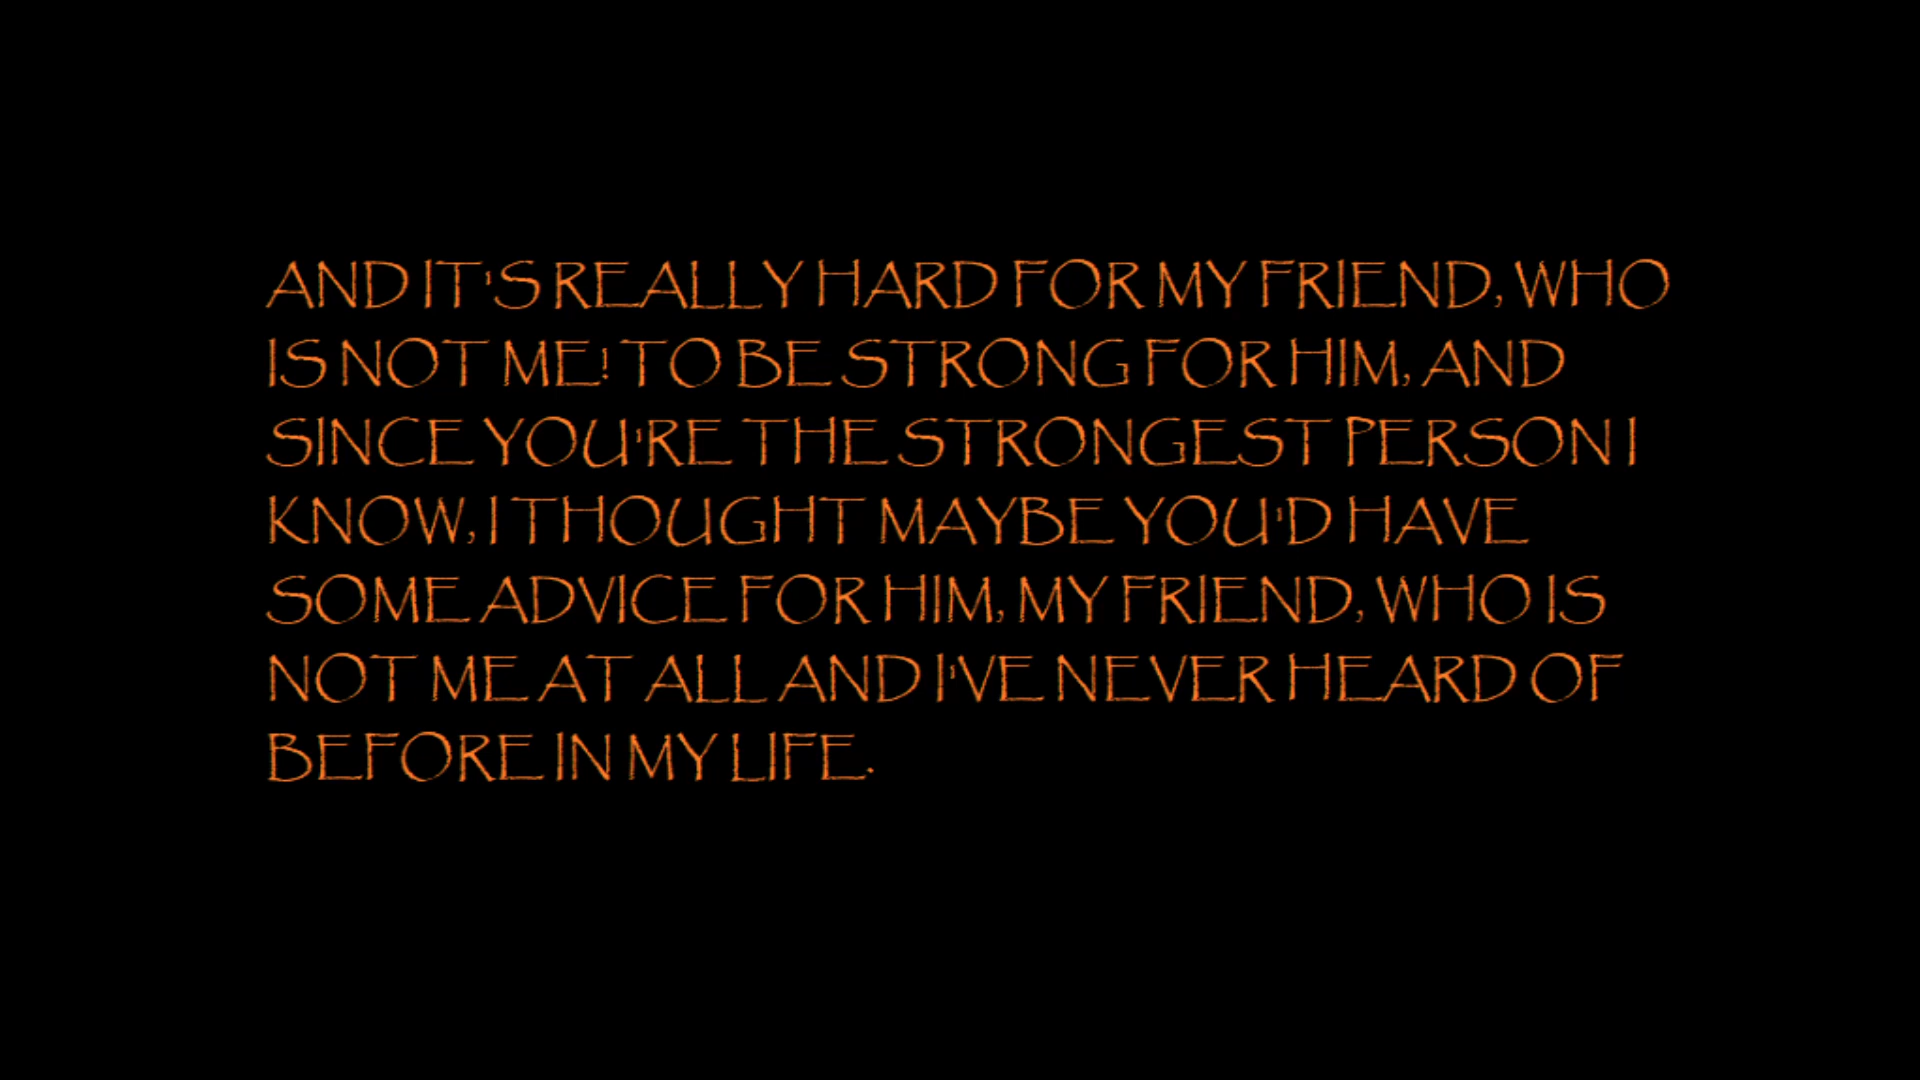 AND IT'S REALLY HARD FOR MY FRIEND, WHO
IS NOT ME! TO BE STRONG FOR HIM, AND
SINCE YOU'RE THE STRONGEST PERSON I
KNOW, I THOUGHT MAYBE YOU'D HAVE
SOME ADVICE FOR HIM, MY FRIEND, WHO IS
NOT ME AT ALL AND I'VE NEVER HEARD OF
BEFORE IN MY LIFE.